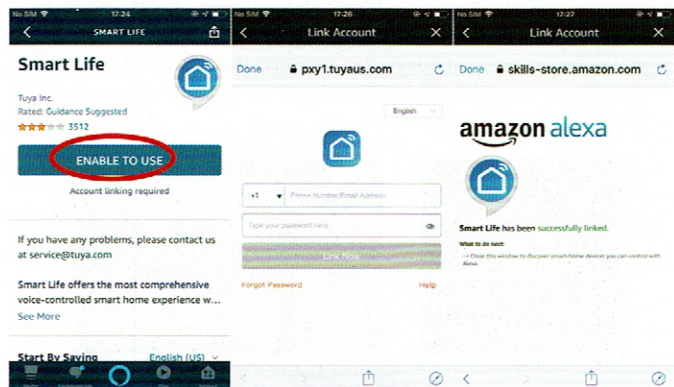 No SIM 17:24
SMART LIFE
Smart Life
Tuya Inc.
Rated: Guidance Suggested
3512
ENABLE TO USE
Account linking required
If you have any problems, please contact us
at service@tuya.com
Smart Life offers the most comprehensive
voice-controlled smart home experience w...
See More
Start By Saying English (US)
No SIM 17:26
Link Account
Done pxy1.tuyaus.com
English
+1 Phone Number/Email Address
Type your password here
Link Now
Forgot Password Help
No SIM 17:27
Link Account
Done skills-store.amazon.com
amazon alexa
Smart Life has been successfully linked.
What to do next:
→ Close this window to discover smart-home devices you can control with
Alexa